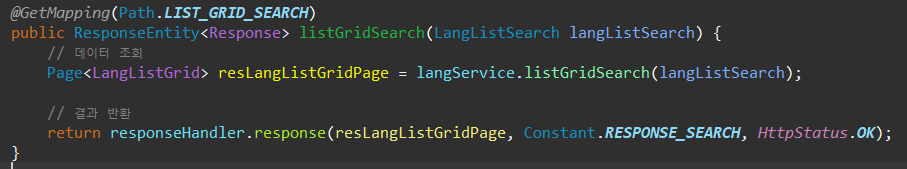 @GetMapping(Path.LIST_GRID_SEARCH)
public ResponseEntity<Response> listGridSearch(LangListSearch langListSearch) {
// 데이터 조회
Page<LangListGrid> resLangListGridPage = langService.listGridSearch(langListSearch);
// 결과 반환
return responseHandler.response(resLangListGridPage, Constant.RESPONSE_SEARCH, HttpStatus.OK);
}